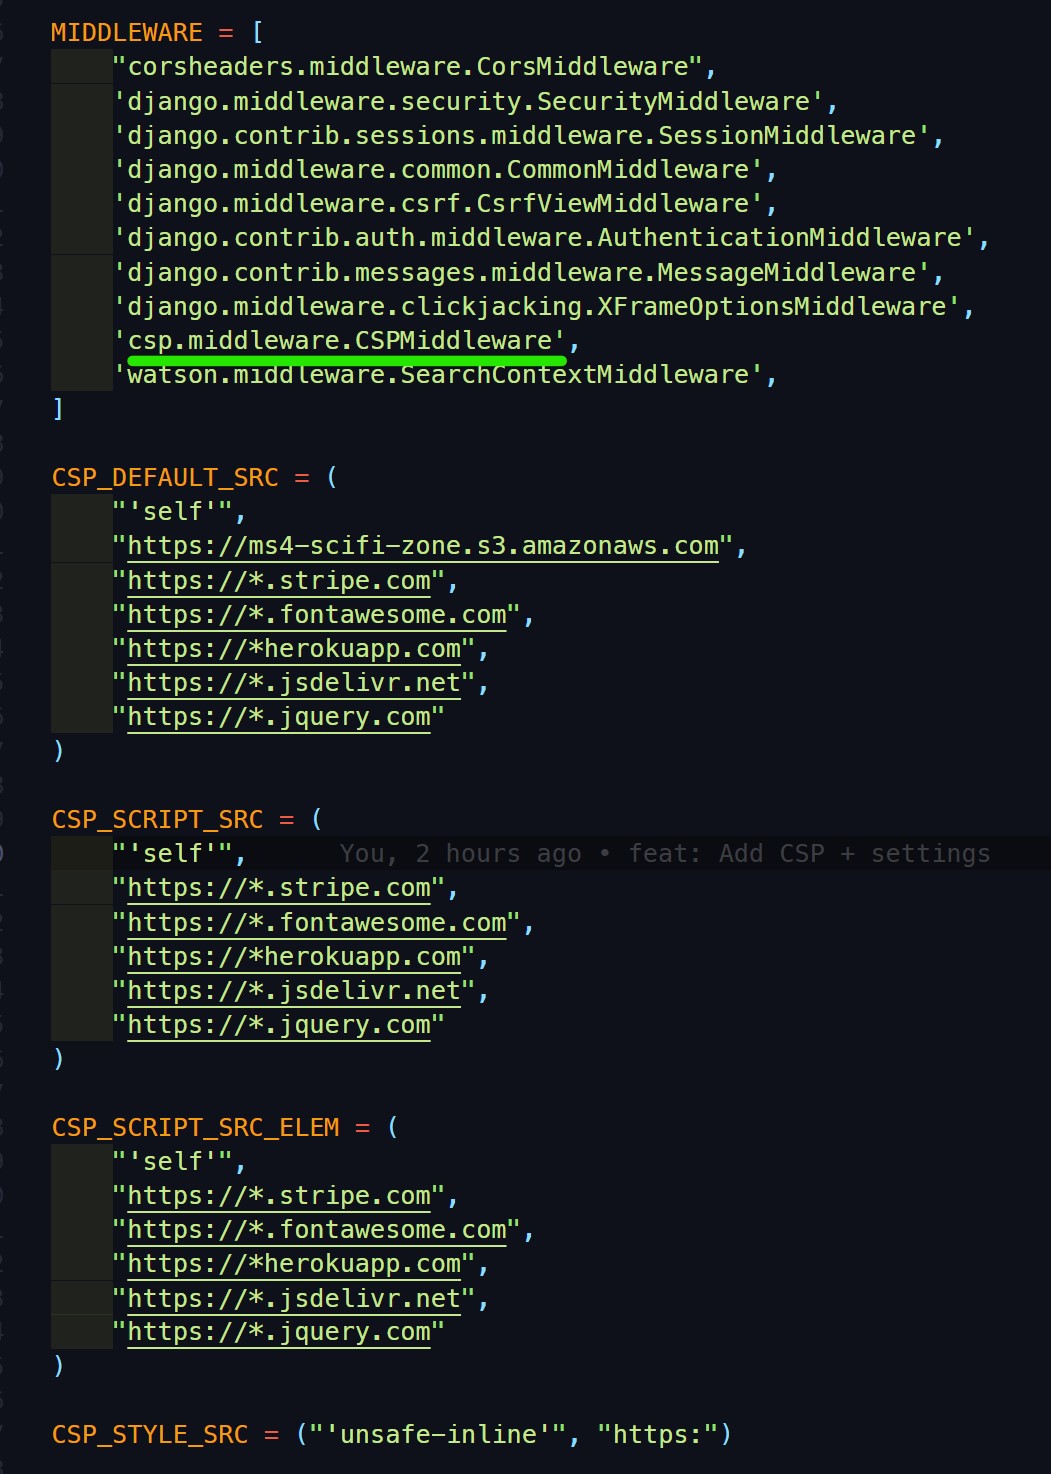 MIDDLEWARE = [
"corsheaders.middleware.CorsMiddleware",
'django.middleware.security.SecurityMiddleware',
'django.contrib.sessions.middleware.SessionMiddleware',
'django.middleware.common.CommonMiddleware',
'django.middleware.csrf.CsrfViewMiddleware',
'django.contrib.auth.middleware.AuthenticationMiddleware',
'django.contrib.messages.middleware.MessageMiddleware',
'django.middleware.clickjacking.XFrameOptionsMiddleware',
'csp.middleware.CSPMiddleware',
'watson.middleware.SearchContextMiddleware',
]
CSP_DEFAULT_SRC = (
"'self'",
"https://ms4-scifi-zone.s3.amazonaws.com",
"https://*.stripe.com",
"https://*.fontawesome.com",
"https://*herokuapp.com",
"https://*.jsdelivr.net",
"https://*.jquery.com"
)
CSP_SCRIPT_SRC = (
"'self'", You, 2 hours ago • feat: Add CSP + settings
"https://*.stripe.com",
"https://*.fontawesome.com",
"https://*herokuapp.com",
"https://*.jsdelivr.net",
"https://*.jquery.com"
)
CSP_SCRIPT_SRC_ELEM = (
"'self'",
"https://*.stripe.com",
"https://*.fontawesome.com",
"https://*herokuapp.com",
"https://*.jsdelivr.net",
"https://*.jquery.com"
)
CSP_STYLE_SRC = ("'unsafe-inline'", "https:")